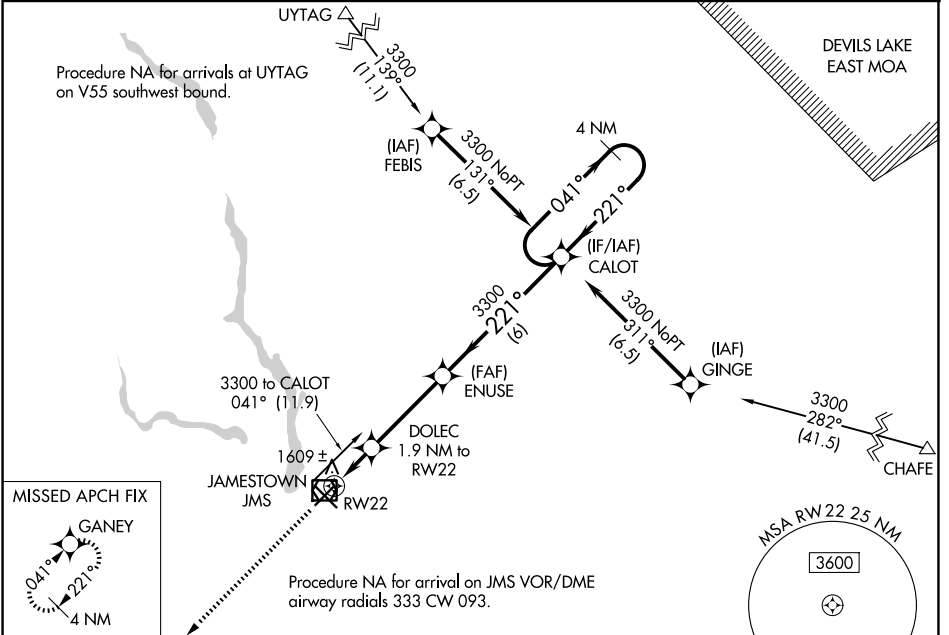 UYTAG
3300
139°
(11.1)
Procedure NA for arrivals at UYTAG
on V55 southwest bound.
DEVILS LAKE
EAST MOA
(IAF)
FEBIS
3300 NoPT
131°
(6.5)
4 NM
041°
221°
(IF/IAF)
CALOT
3300
221°
(6)
3300 NoPT
311°
(6.5)
(IAF)
GINGE
(FAF)
ENUSE
3300 to CALOT
041° (11.9)
3300
282°
(41.5)
CHAFE
DOLEC
1.9 NM to
RW22
1609 ±
JAMESTOWN
JMS
RW22
MISSED APCH FIX
GANEY
041°
221°
4 NM
Procedure NA for arrival on JMS VOR/DME
airway radials 333 CW 093.
MSA RW 22 25 NM
3600